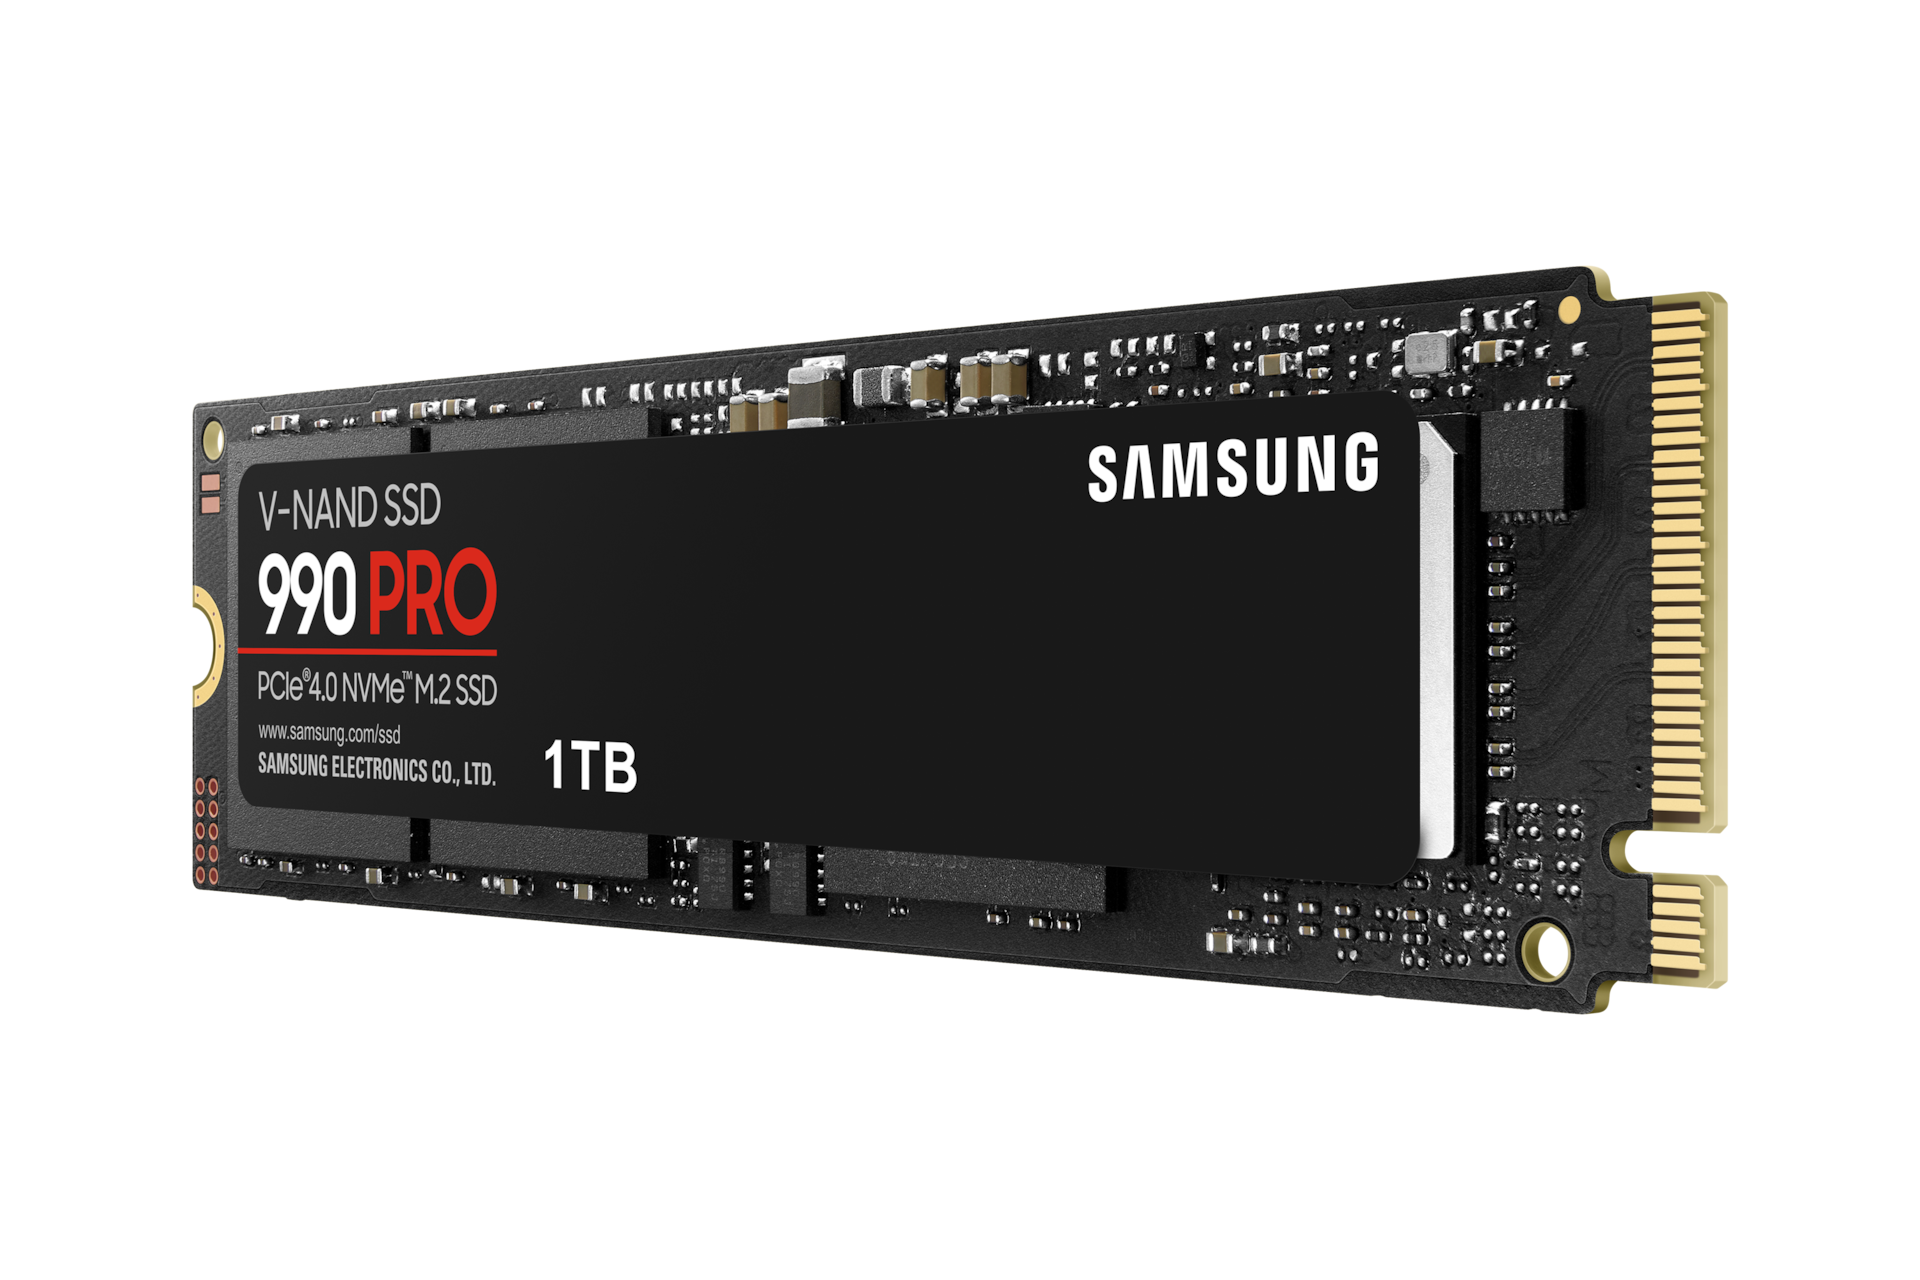 SAMSUNG
V-NAND SSD
990 PRO
PCIe®4.0 NVMe™ M.2 SSD
www.samsung.com/ssd
SAMSUNG ELECTRONICS CO., LTD.
1TB